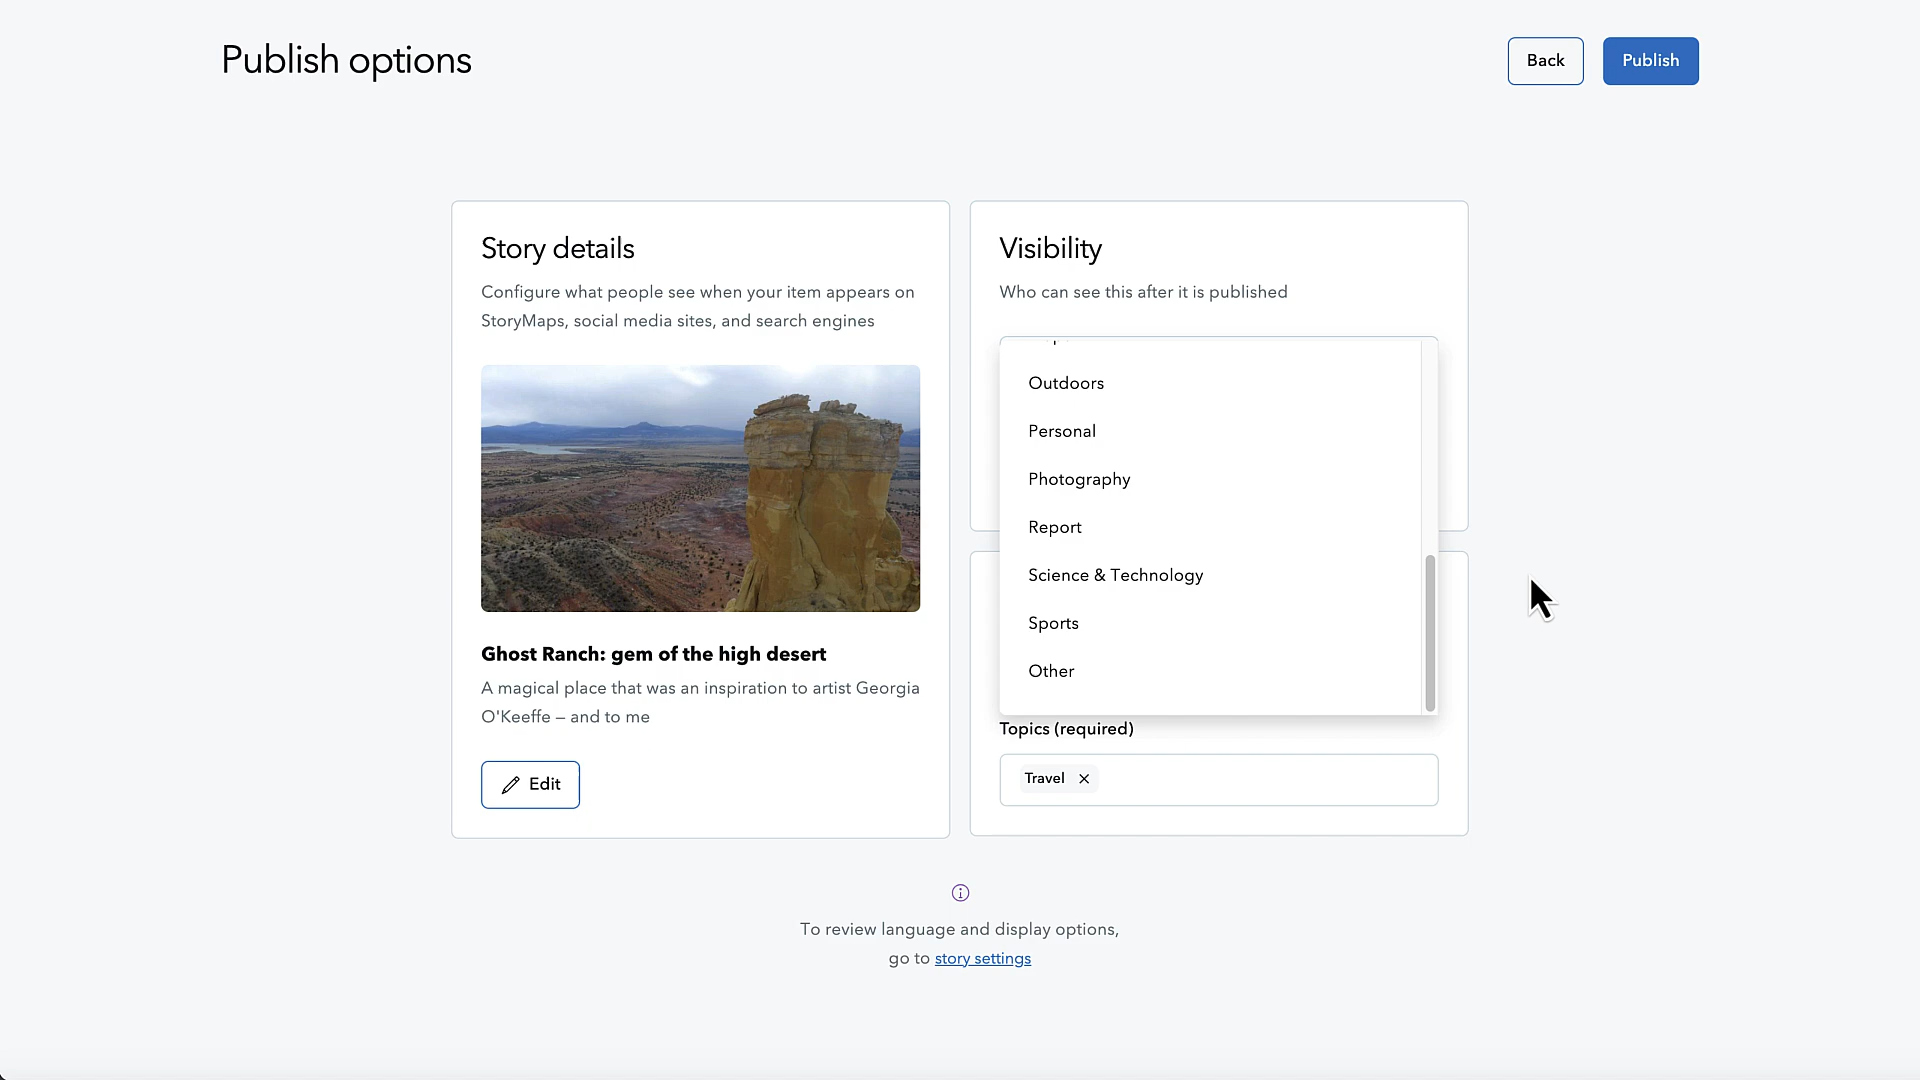 Publish options
Back
Publish
Story details
Configure what people see when your item appears on
StoryMaps, social media sites, and search engines
Ghost Ranch: gem of the high desert
A magical place that was an inspiration to artist Georgia
O'Keeffe – and to me
Edit
Visibility
Who can see this after it is published
Outdoors
Personal
Photography
Report
Science & Technology
Sports
Other
Topics (required)
Travel
To review language and display options,
go to story settings